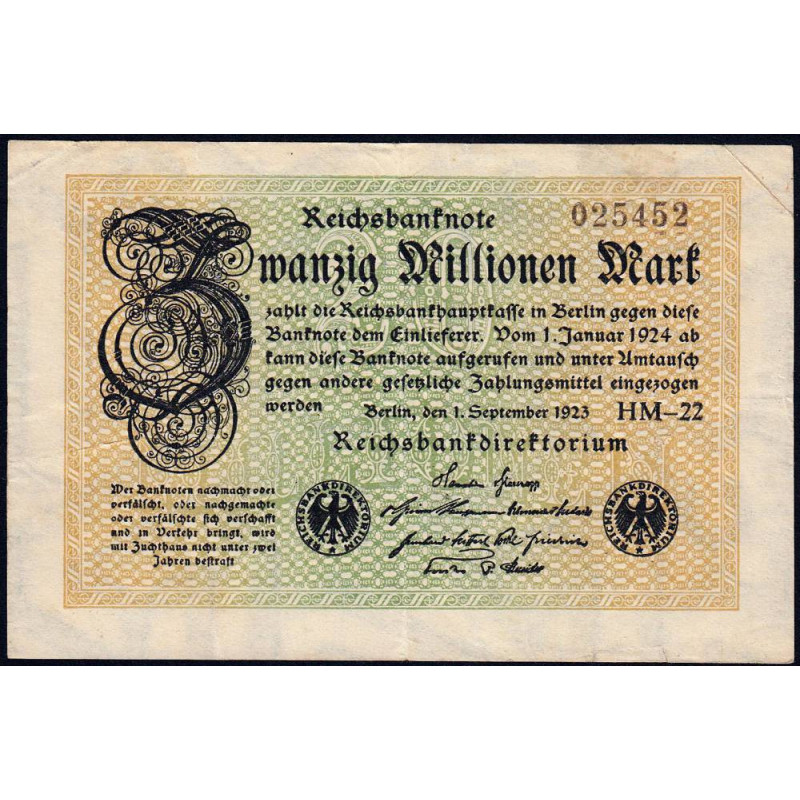 Reichsbanknote 025452
Zwanzig Millionen Mark
zahlt die Reichsbankhauptkasse in Berlin gegen diese
Banknote dem Einlieferer. Vom 1. Januar 1924 ab
kann diese Banknote aufgerufen und unter Umtausch
gegen andere gesetzliche Zahlungsmittel eingezogen
werden Berlin, den 1. September 1923 HM-22
Reichsbankdirektorium
Wer Banknoten nachmacht oder
verfälscht, oder nachgemachte
oder verfälschte sich verschafft
und in Verkehr bringt, wird
mit Zuchthaus nicht unter zwei
Jahren bestraft
REICHSBANKDIREKTORIUM
REICHSBANKDIREKTORIUM